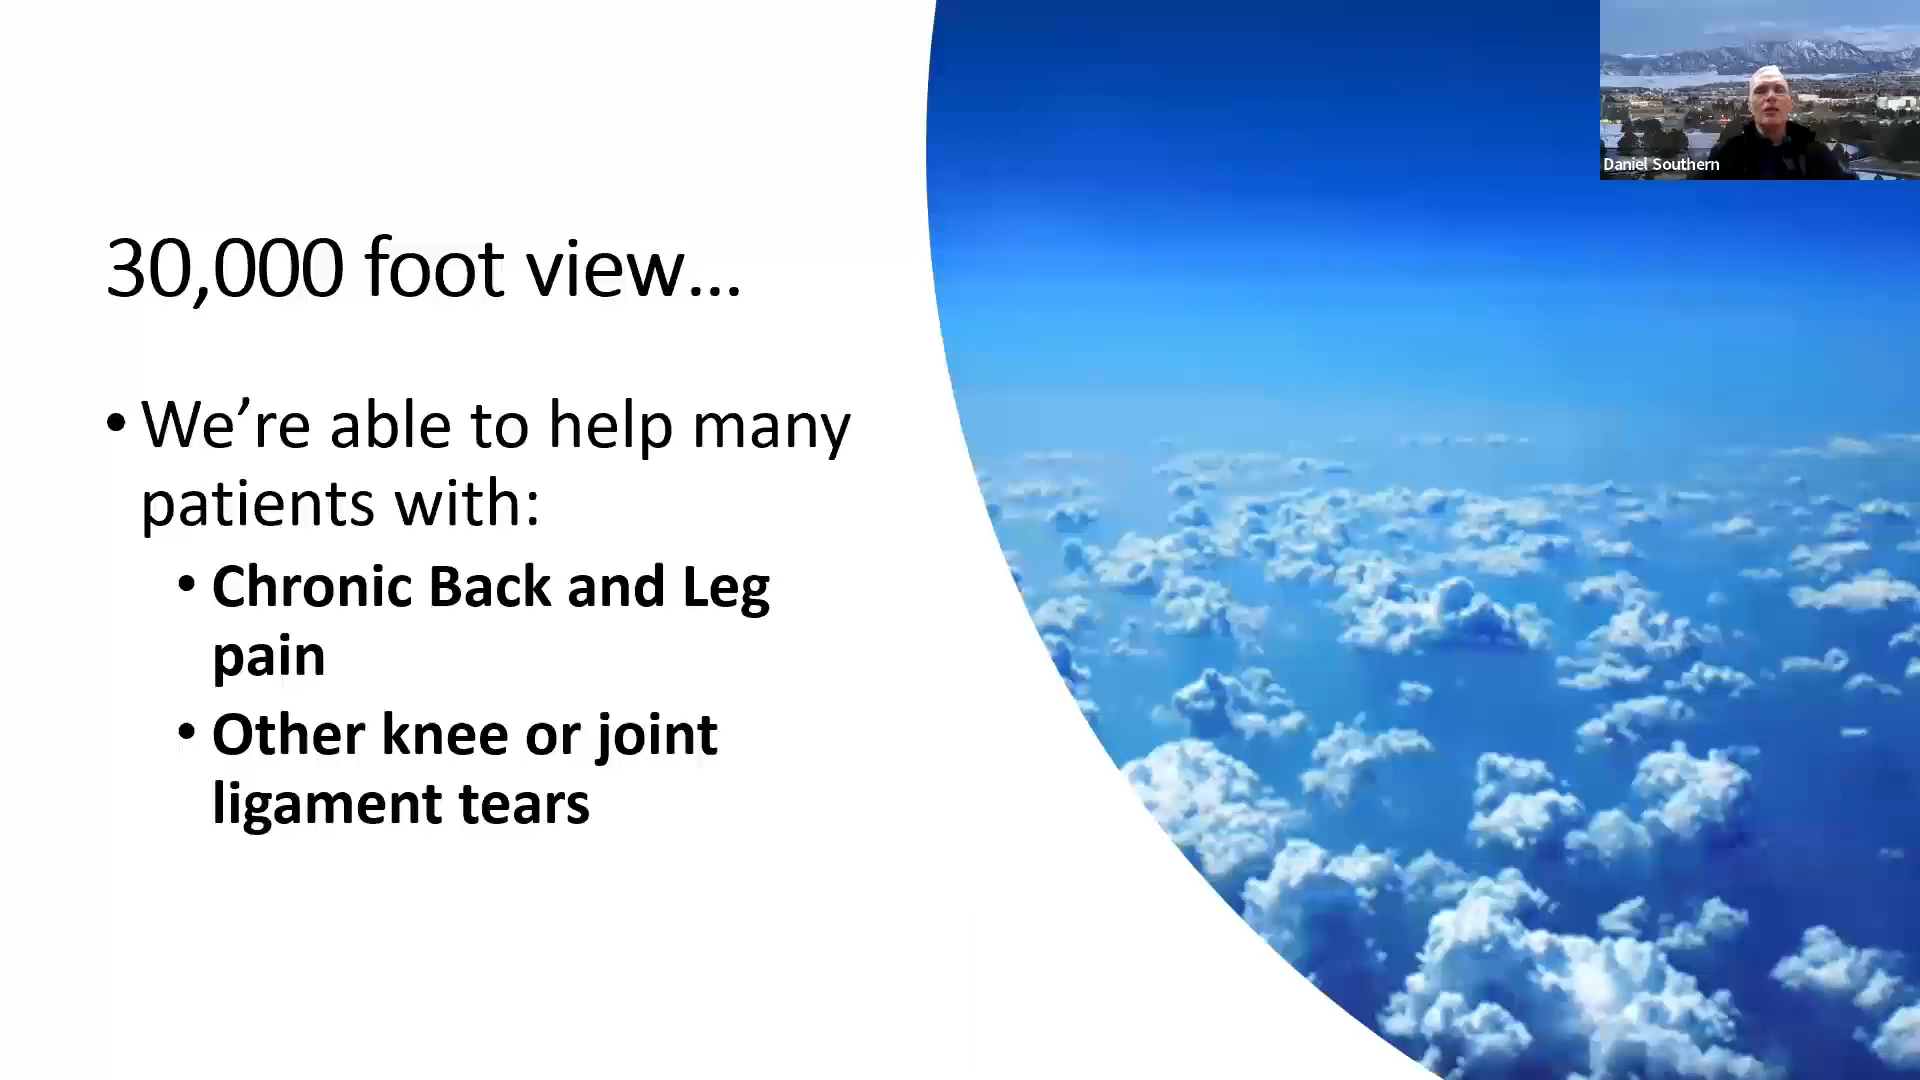 Daniel Southern
30,000 foot view…
• We’re able to help many
patients with:
• Chronic Back and Leg
pain
• Other knee or joint
ligament tears